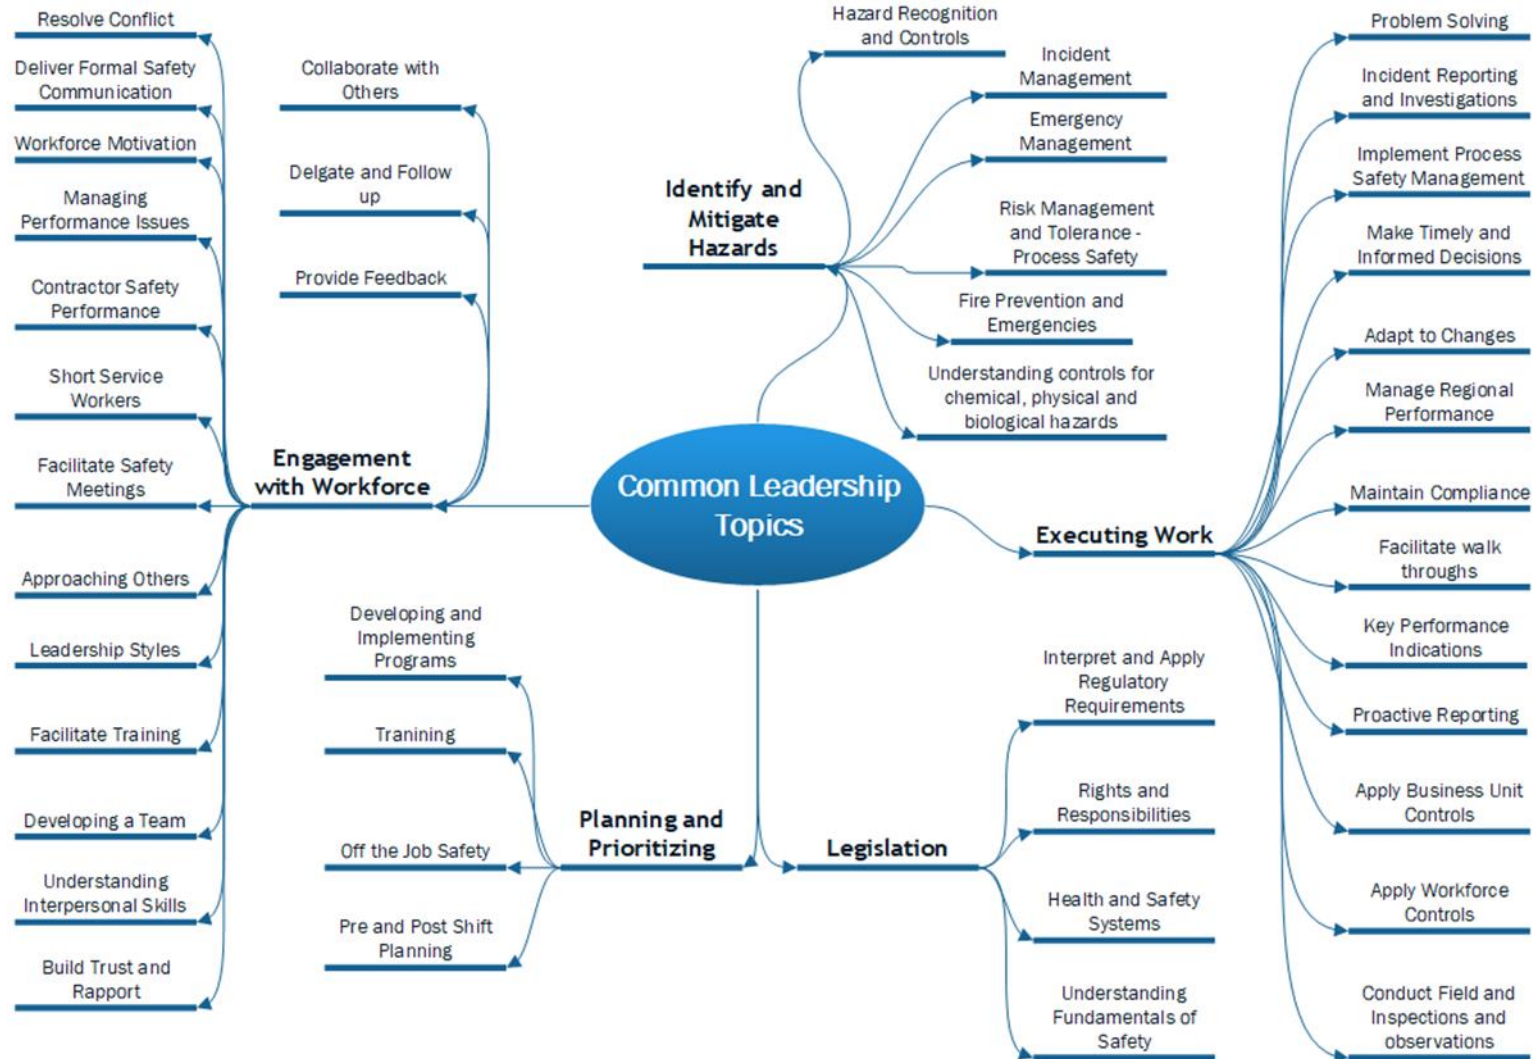 Resolve Conflict
Deliver Formal Safety
Communication
Workforce Motivation
Managing
Performance Issues
Contractor Safety
Performance
Short Service
Workers
Facilitate Safety
Meetings
Approaching Others
Leadership Styles
Facilitate Training
Developing a Team
Understanding
Interpersonal Skills
Build Trust and
Rapport
Collaborate with
Others
Delgate and Follow
up
Provide Feedback
Engagement
with Workforce
Hazard Recognition
and Controls
Incident
Management
Emergency
Management
Risk Management
and Tolerance -
Process Safety
Fire Prevention and
Emergencies
Understanding controls for
chemical, physical and
biological hazards
Identify and
Mitigate
Hazards
Common Leadership
Topics
Executing Work
Problem Solving
Incident Reporting
and Investigations
Implement Process
Safety Management
Make Timely and
Informed Decisions
Adapt to Changes
Manage Regional
Performance
Maintain Compliance
Facilitate walk
throughs
Key Performance
Indications
Proactive Reporting
Apply Business Unit
Controls
Apply Workforce
Controls
Conduct Field and
Inspections and
observations
Developing and
Implementing
Programs
Tranining
Off the Job Safety
Pre and Post Shift
Planning
Planning and
Prioritizing
Legislation
Interpret and Apply
Regulatory
Requirements
Rights and
Responsibilities
Health and Safety
Systems
Understanding
Fundamentals of
Safety